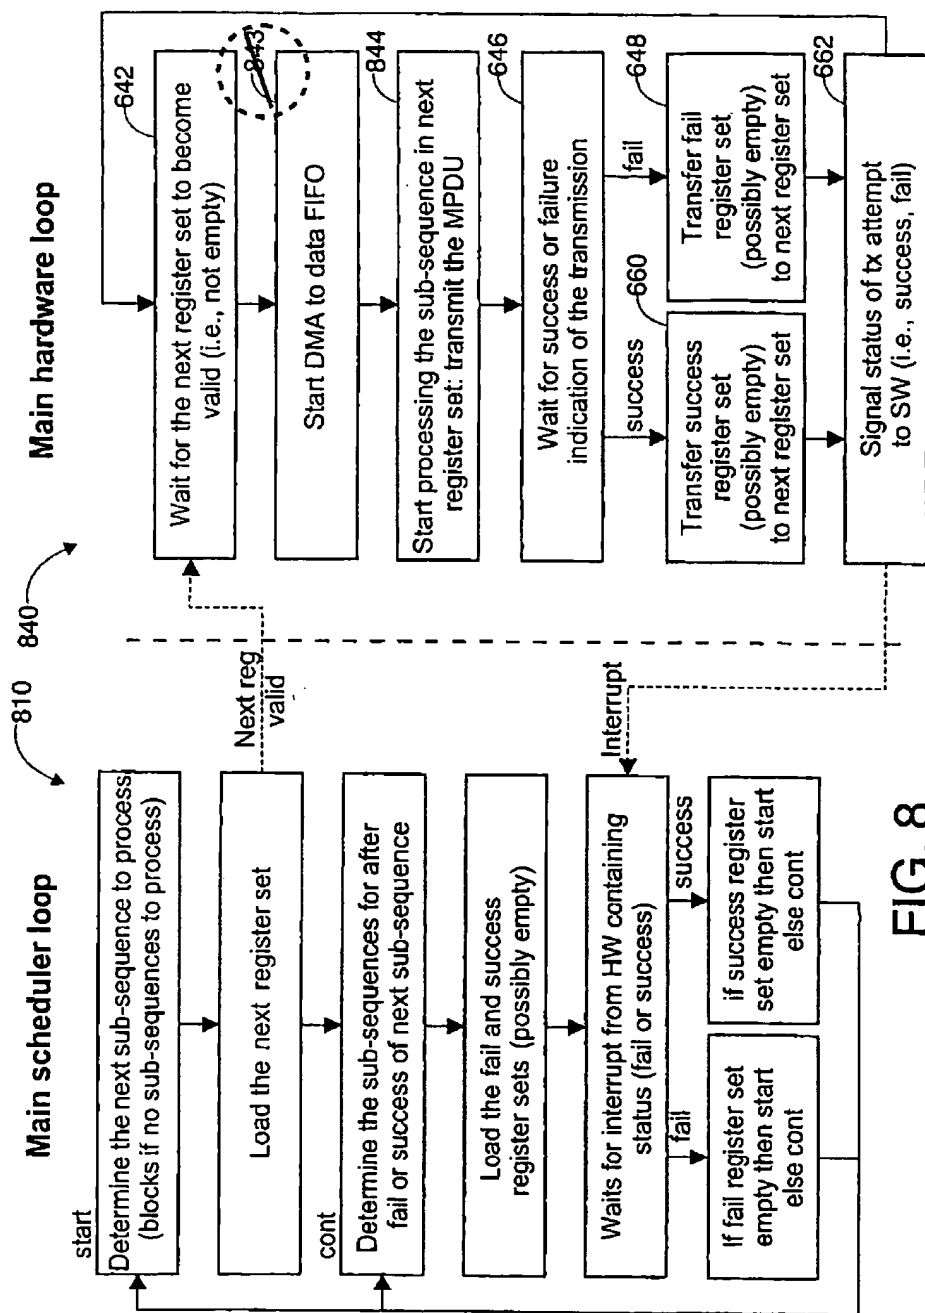 Main scheduler loop
810
start
Determine the next sub-sequence to process
(blocks if no sub-sequences to process)
Load the next register set
Next reg
valid
cont
Determine the sub-sequences for after
fail or success of next sub-sequence
Load the fail and success
register sets (possibly empty)
Interrupt
Waits for interrupt from HW containing
status (fail or success)
fail
success
If fail register set
empty then start
else cont
if success register
set empty then start
else cont
Main hardware loop
840
642
Wait for the next register set to become
valid (i.e., not empty)
843
Start DMA to data FIFO
844
Start processing the sub-sequence in next
register set: transmit the MPDU
646
Wait for success or failure
indication of the transmission
success
fail
660
Transfer success
register set
(possibly empty)
to next register set
648
Transfer fail
register set
(possibly empty)
to next register set
662
Signal status of tx attempt
to SW (i.e., success, fail)
FIG. 8